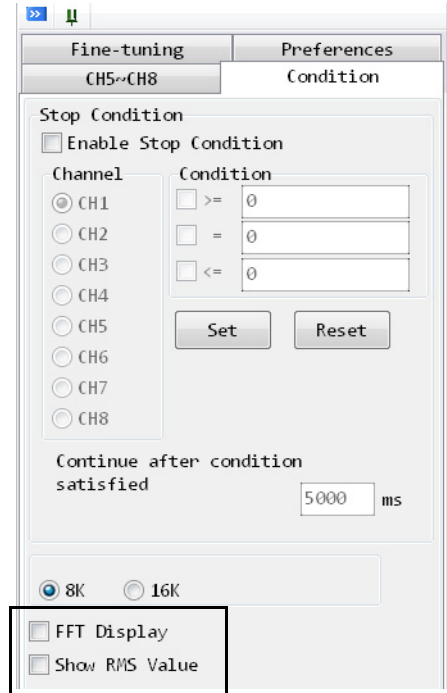 Fine-tuning Preferences
CH5~CH8 Condition
Stop Condition
Enable Stop Condition
Channel Condition
CH1 >= 0
CH2 = 0
CH3 <= 0
CH4
CH5 Set Reset
CH6
CH7
CH8
Continue after condition
satisfied 5000 ms
8K 16K
FFT Display
Show RMS Value